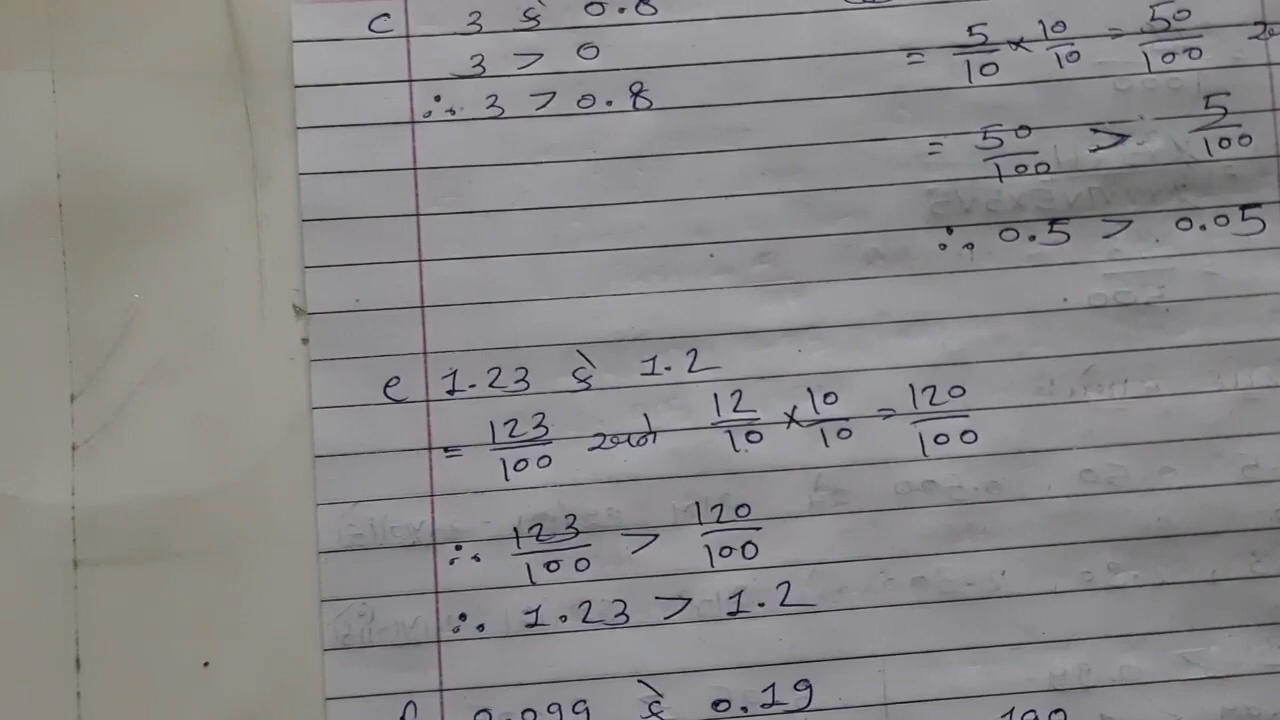 c 3 કે 0.8
3 > 0
∴ 3 > 0.8
= 5/10 × 10/10 = 50/100
= 50/100 > 5/100
∴ 0.5 > 0.05
e 1.23 કે 1.2
= 123/100 અને 12/10 × 10/10 = 120/100
∴ 123/100 > 120/100
∴ 1.23 > 1.2
0.099 કે 0.19